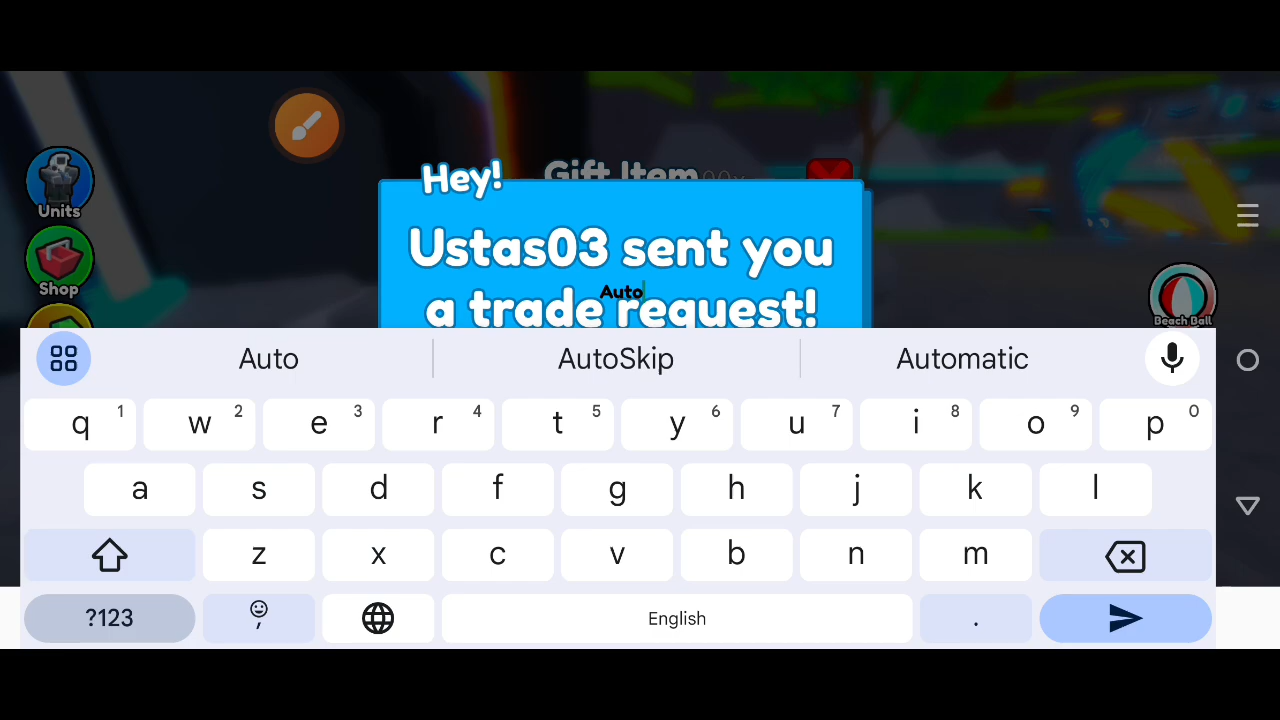 Hey!
Gift Item
Ustas03 sent you
a trade request!
Auto
Units
Shop
Beach Ball
Auto
AutoSkip
Automatic
q 1 w 2 e 3 r 4 t 5 y 6 u 7 i 8 o 9 p 0
a s d f g h j k l
z x c v b n m
?123 , English .